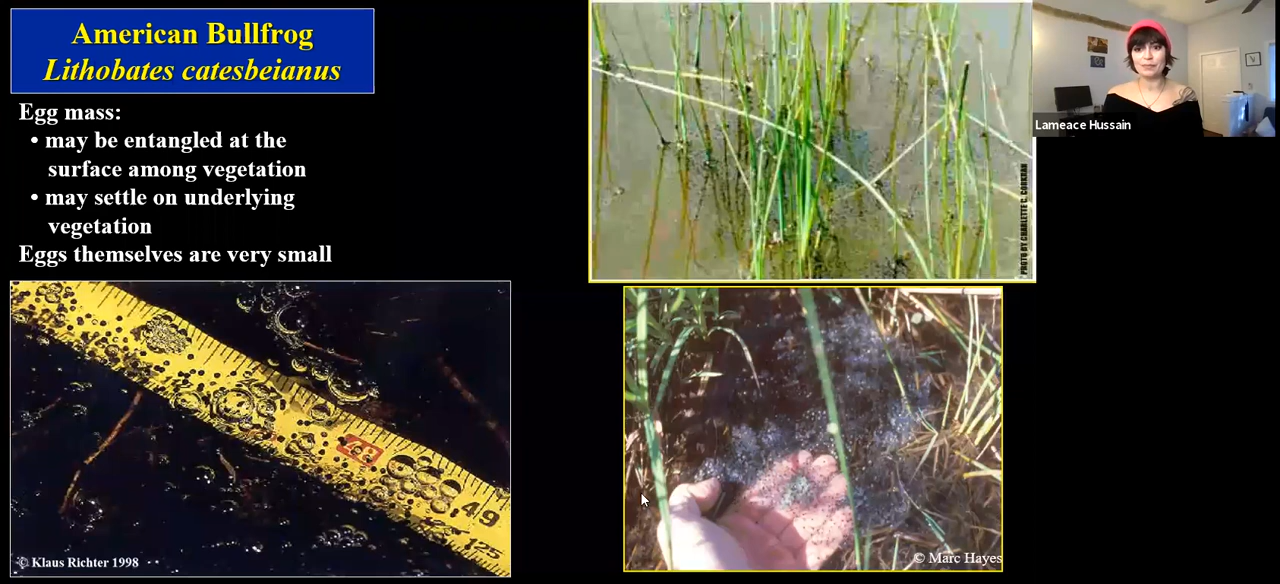 American Bullfrog
Lithobates catesbeianus
Egg mass:
• may be entangled at the
surface among vegetation
• may settle on underlying
vegetation
Eggs themselves are very small
PHOTO BY CHARLOTTE C. CORKRAN
Lameace Hussain
49
125
© Klaus Richter 1998
© Marc Hayes